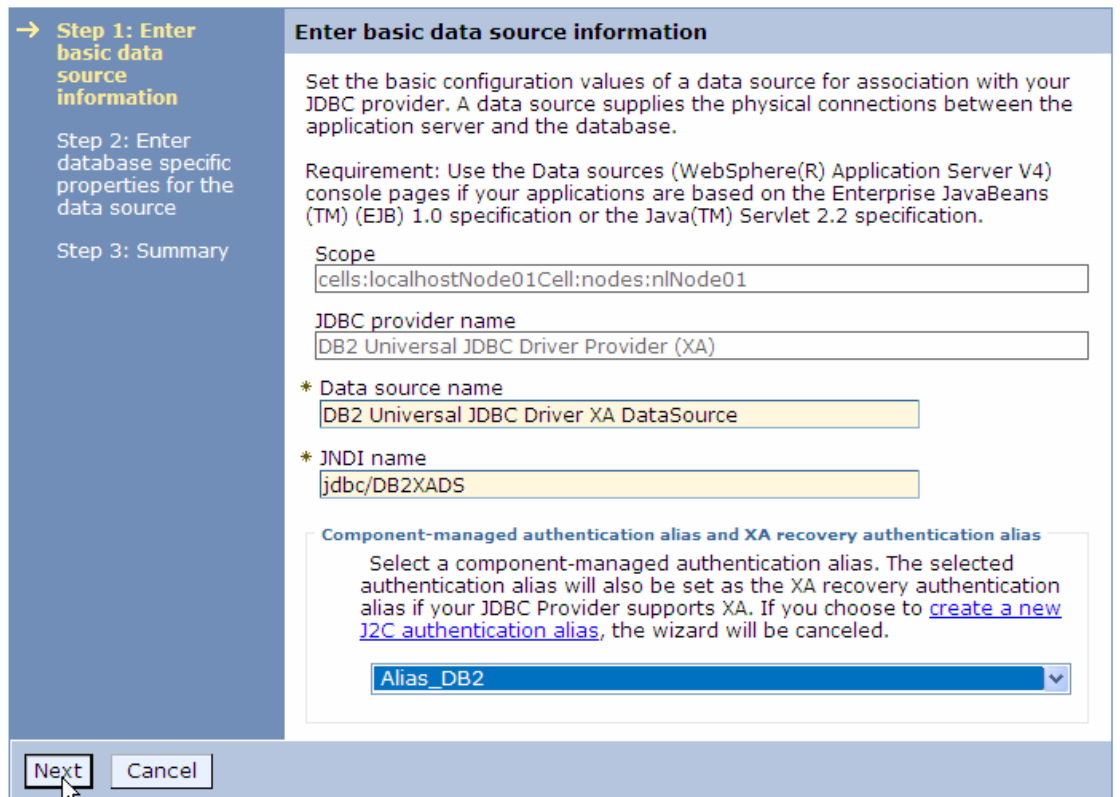 → Step 1: Enter
basic data
source
information
Step 2: Enter
database specific
properties for the
data source
Step 3: Summary
Enter basic data source information
Set the basic configuration values of a data source for association with your
JDBC provider. A data source supplies the physical connections between the
application server and the database.
Requirement: Use the Data sources (WebSphere(R) Application Server V4)
console pages if your applications are based on the Enterprise JavaBeans
(TM) (EJB) 1.0 specification or the Java(TM) Servlet 2.2 specification.
Scope
cells:localhostNode01Cell:nodes:nlNode01
JDBC provider name
DB2 Universal JDBC Driver Provider (XA)
* Data source name
DB2 Universal JDBC Driver XA DataSource
* JNDI name
jdbc/DB2XADS
Component-managed authentication alias and XA recovery authentication alias
Select a component-managed authentication alias. The selected
authentication alias will also be set as the XA recovery authentication
alias if your JDBC Provider supports XA. If you choose to create a new
J2C authentication alias, the wizard will be canceled.
Alias_DB2
Next Cancel